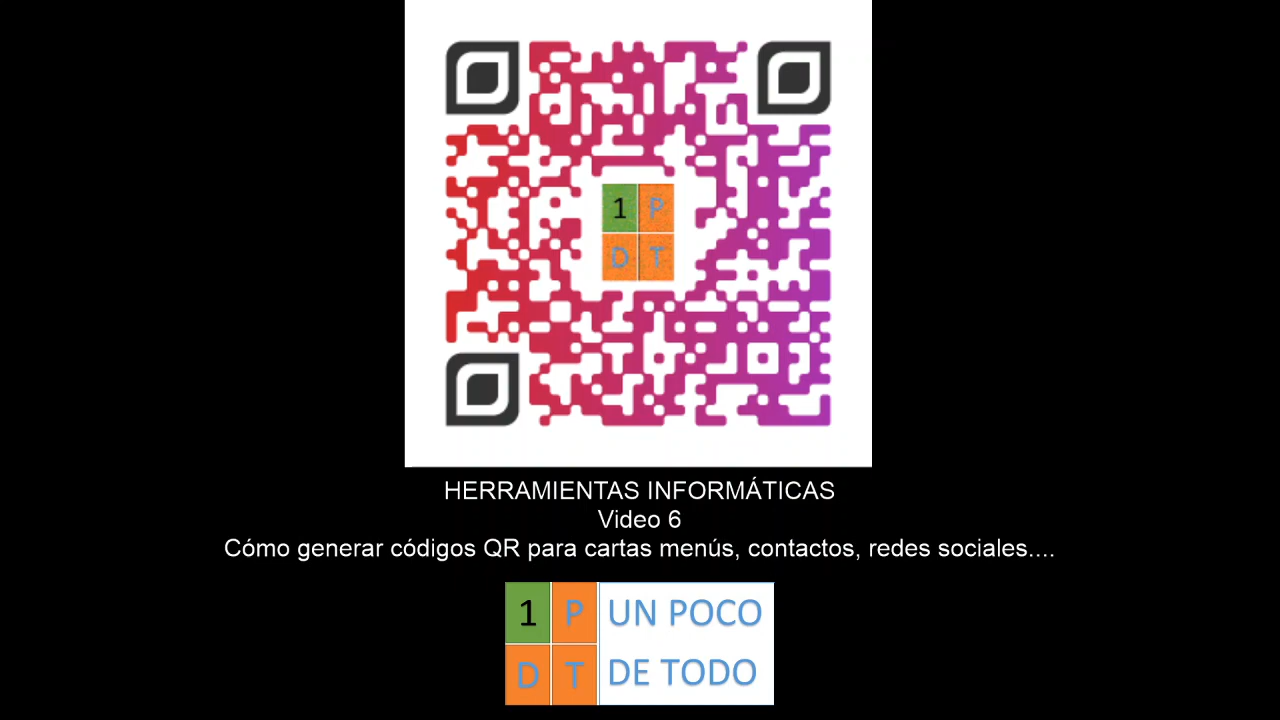 1 P
D T
HERRAMIENTAS INFORMÁTICAS
Video 6
Cómo generar códigos QR para cartas menús, contactos, redes sociales....
1 P UN POCO
D T DE TODO